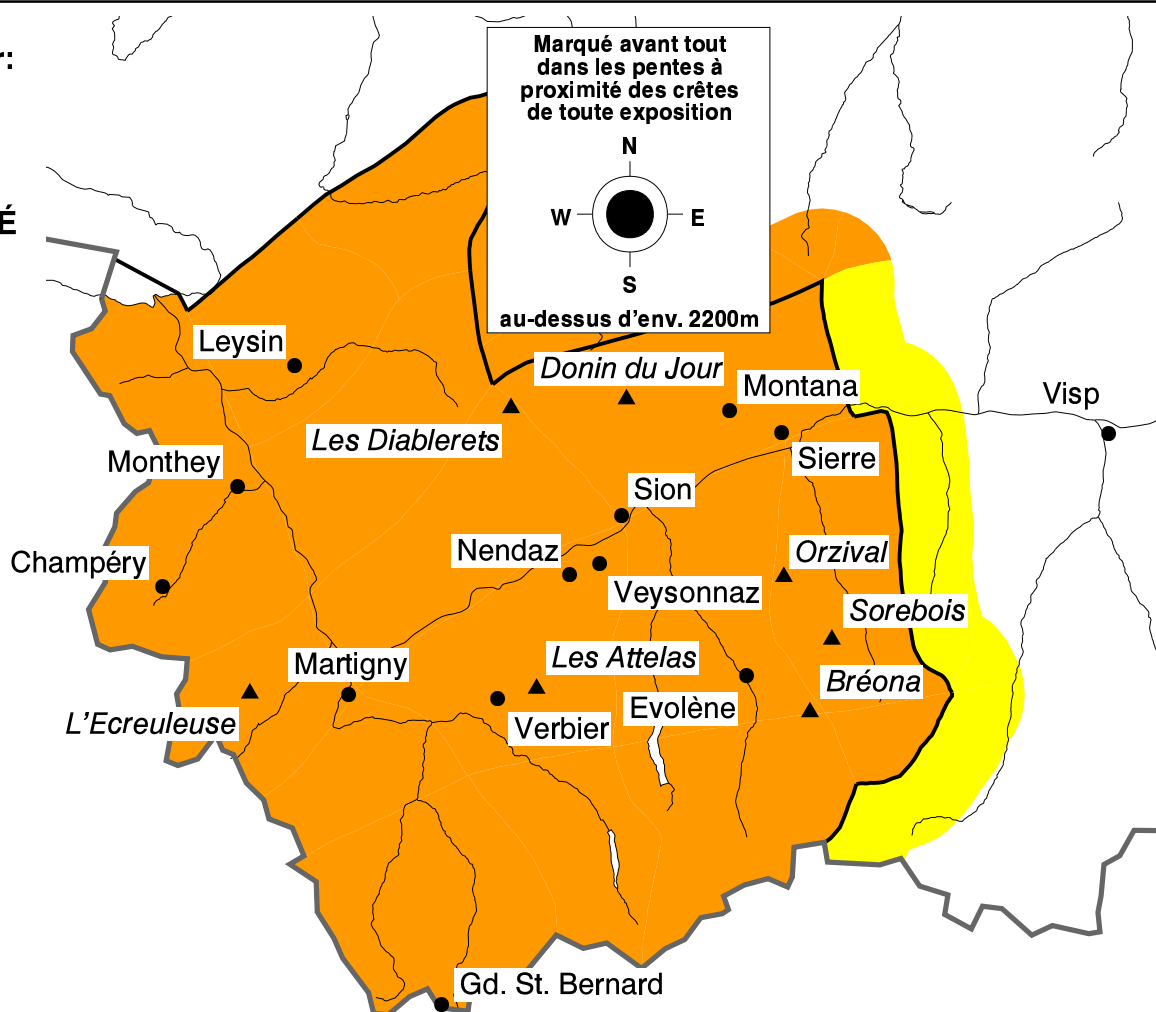 r:
É
Marqué avant tout
dans les pentes à
proximité des crêtes
de toute exposition
N
W
E
S
au-dessus d'env. 2200m
Leysin
Donin du Jour
Montana
Visp
Les Diablerets
Monthey
Sierre
Sion
Nendaz
Orzival
Champéry
Veysonnaz
Sorebois
Martigny
Les Attelas
Bréona
L'Ecreuleuse
Evolène
Verbier
Gd. St. Bernard